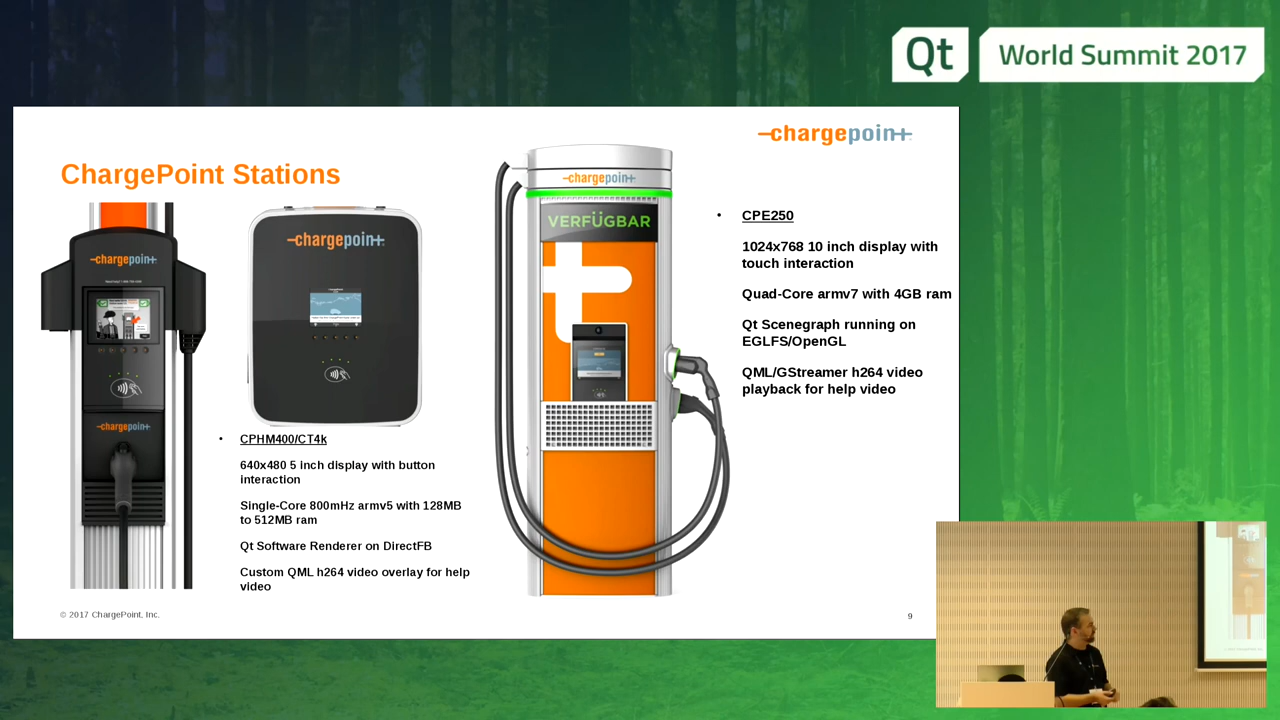 Qt World Summit 2017
chargepoint
ChargePoint Stations
chargepoint
chargepoint
chargepoint
VERFÜGBAR
chargepoint
• CPE250
1024x768 10 inch display with
touch interaction
Quad-Core armv7 with 4GB ram
Qt Scenegraph running on
EGLFS/OpenGL
QML/GStreamer h264 video
playback for help video
• CPHM400/CT4k
640x480 5 inch display with button
interaction
Single-Core 800mHz armv5 with 128MB
to 512MB ram
Qt Software Renderer on DirectFB
Custom QML h264 video overlay for help
video
© 2017 ChargePoint, Inc.
9